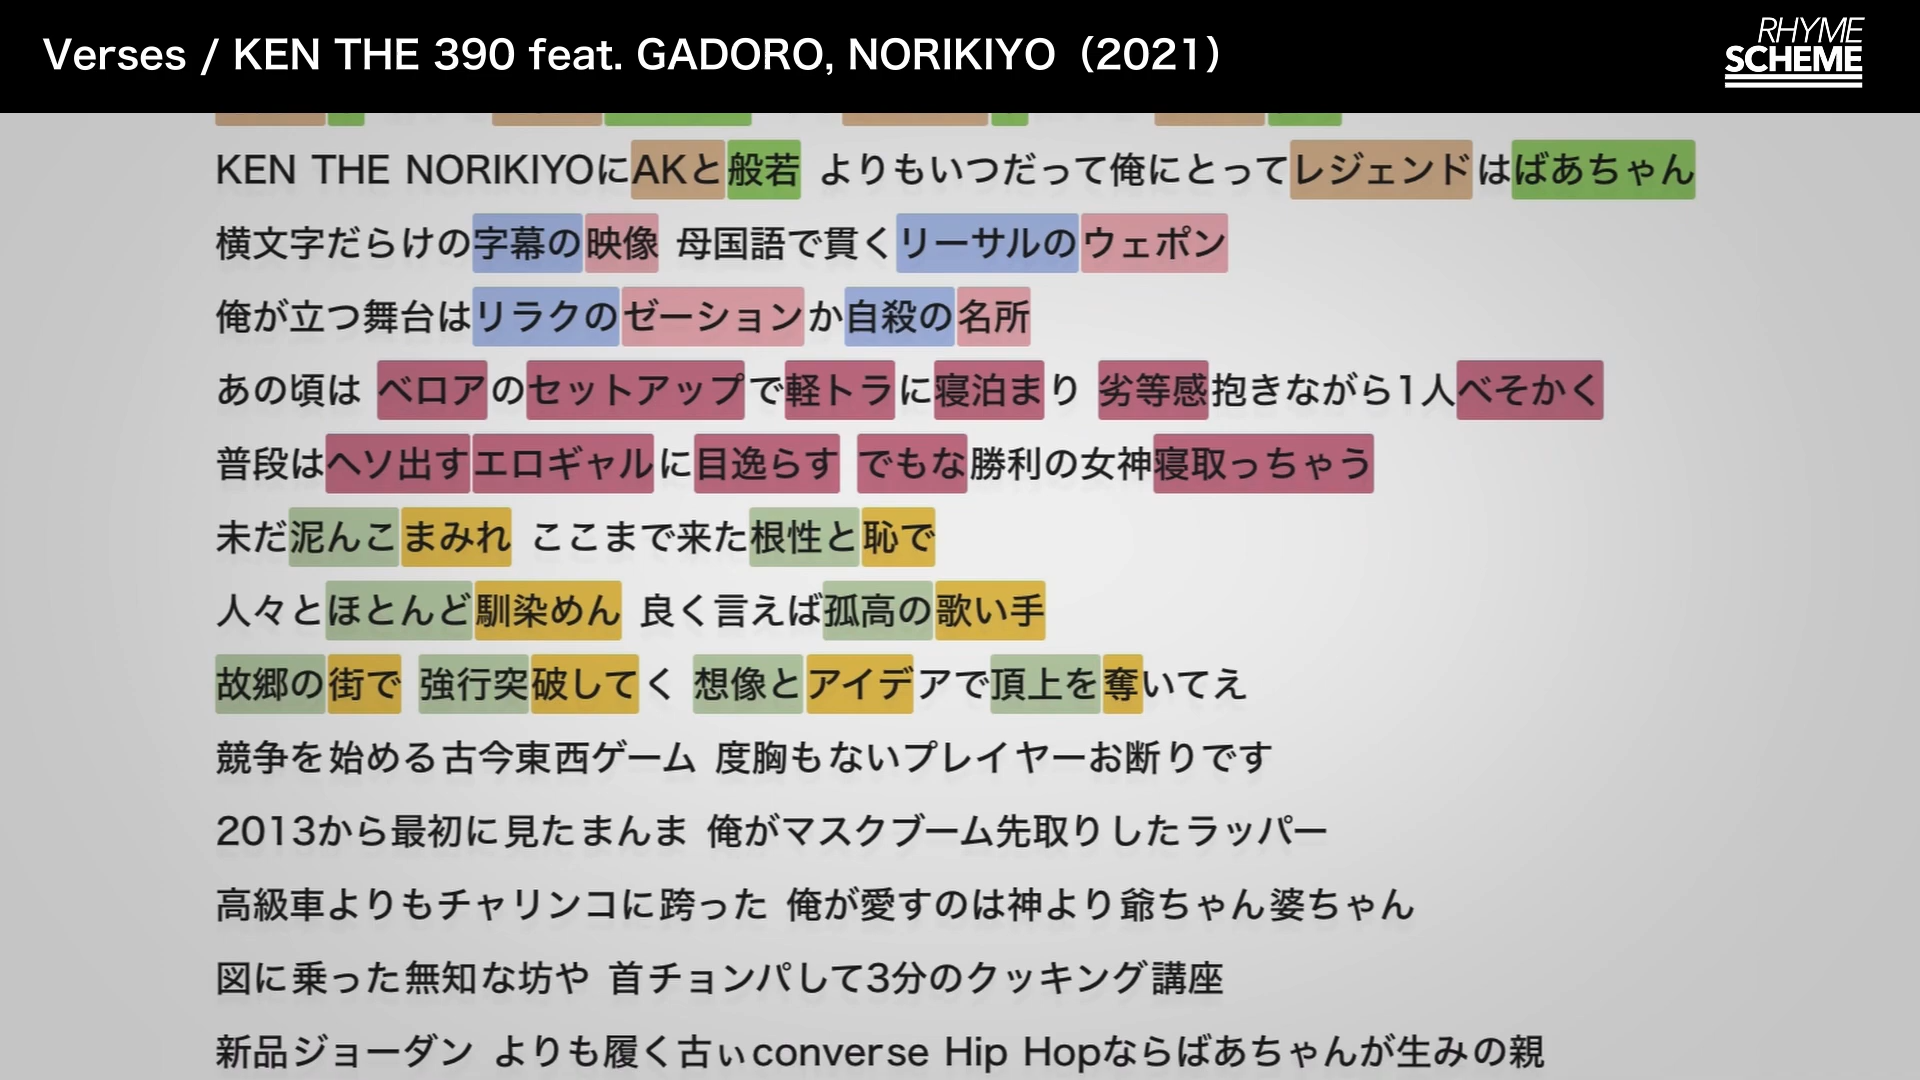 Verses / KEN THE 390 feat. GADORO, NORIKIYO（2021）
RHYME
SCHEME
KEN THE NORIKIYOにAKと般若 よりもいつだって俺にとってレジェンドはばあちゃん
横文字だらけの字幕の映像 母国語で貫くリーサルのウェポン
俺が立つ舞台はリラクのゼーションか自殺の名所
あの頃は ベロアのセットアップで軽トラに寝泊まり 劣等感抱きながら1人べそかく
普段はヘソ出すエロギャルに目逸らす でもな勝利の女神寝取っちゃう
未だ泥んこまみれ ここまで来た根性と恥で
人々とほとんど馴染めん 良く言えば孤高の歌い手
故郷の街で 強行突破してく 想像とアイデアで頂上を奪いてえ
競争を始める古今東西ゲーム 度胸もないプレイヤーお断りです
2013から最初に見たまんま 俺がマスクブーム先取りしたラッパー
高級車よりもチャリンコに跨った 俺が愛すのは神より爺ちゃん婆ちゃん
図に乗った無知な坊や 首チョンパして3分のクッキング講座
新品ジョーダン よりも履く古ぃconverse Hip Hopならばあちゃんが生みの親